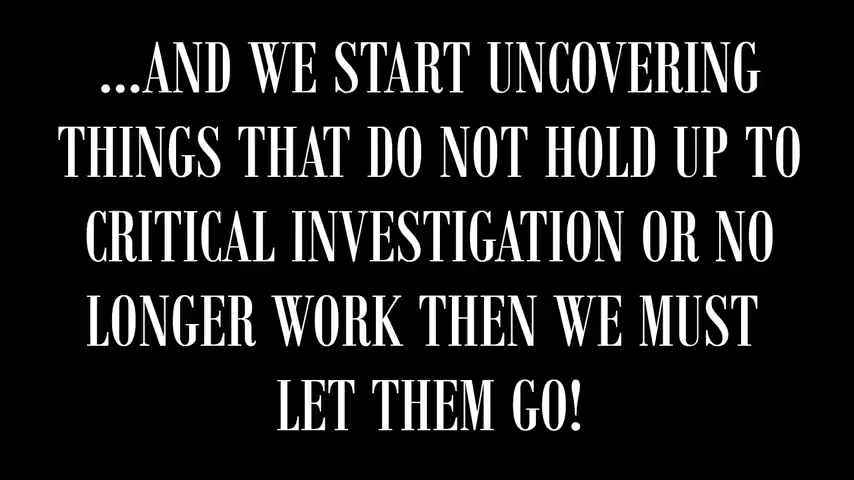 ...AND WE START UNCOVERING
THINGS THAT DO NOT HOLD UP TO
CRITICAL INVESTIGATION OR NO
LONGER WORK THEN WE MUST
LET THEM GO!